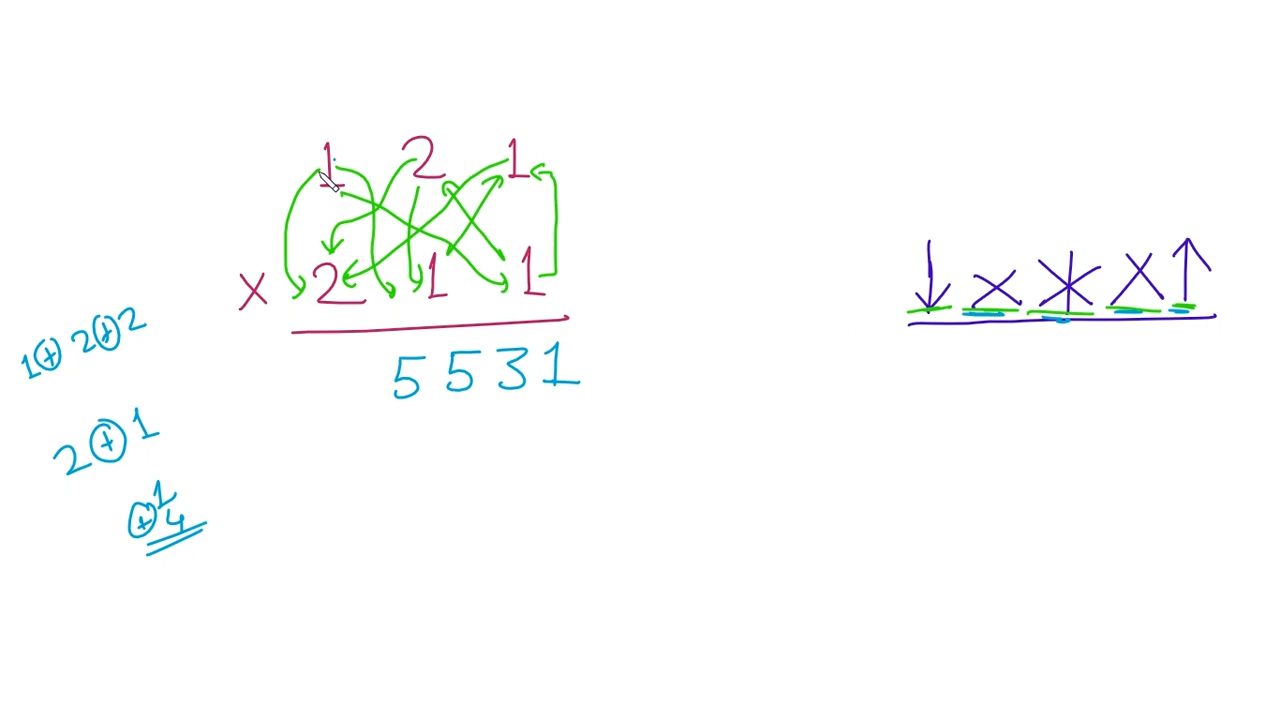 1 2 1
x 2 1 1
5 5 3 1
1 + 2 + 2
2 + 1
+ 1
4